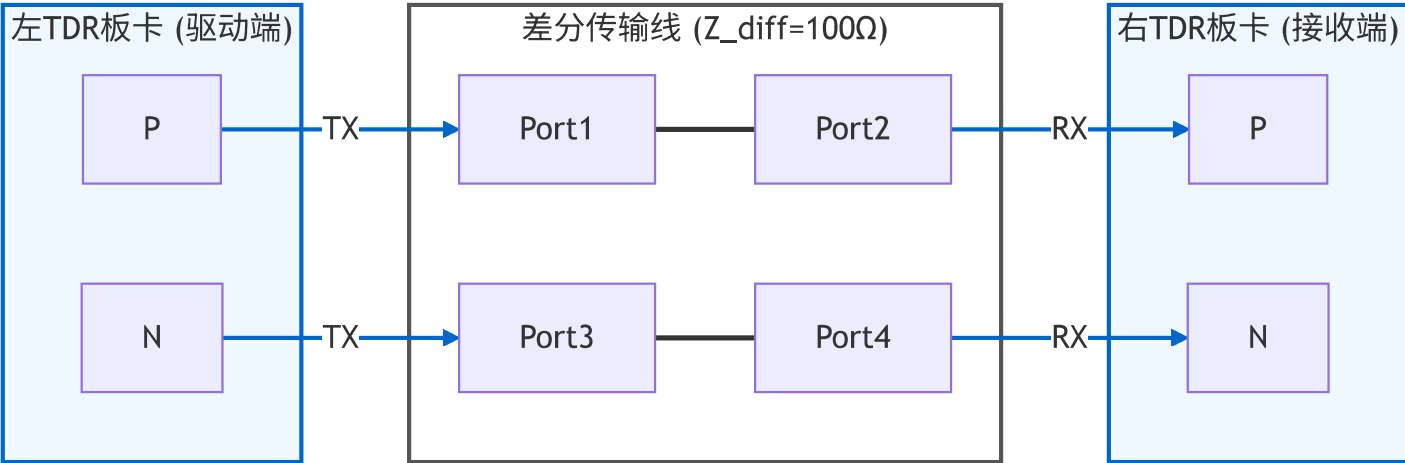 左TDR板卡 (驱动端)
差分传输线 (Z_diff=100Ω)
右TDR板卡 (接收端)
P
TX
Port1
Port2
RX
P
N
TX
Port3
Port4
RX
N